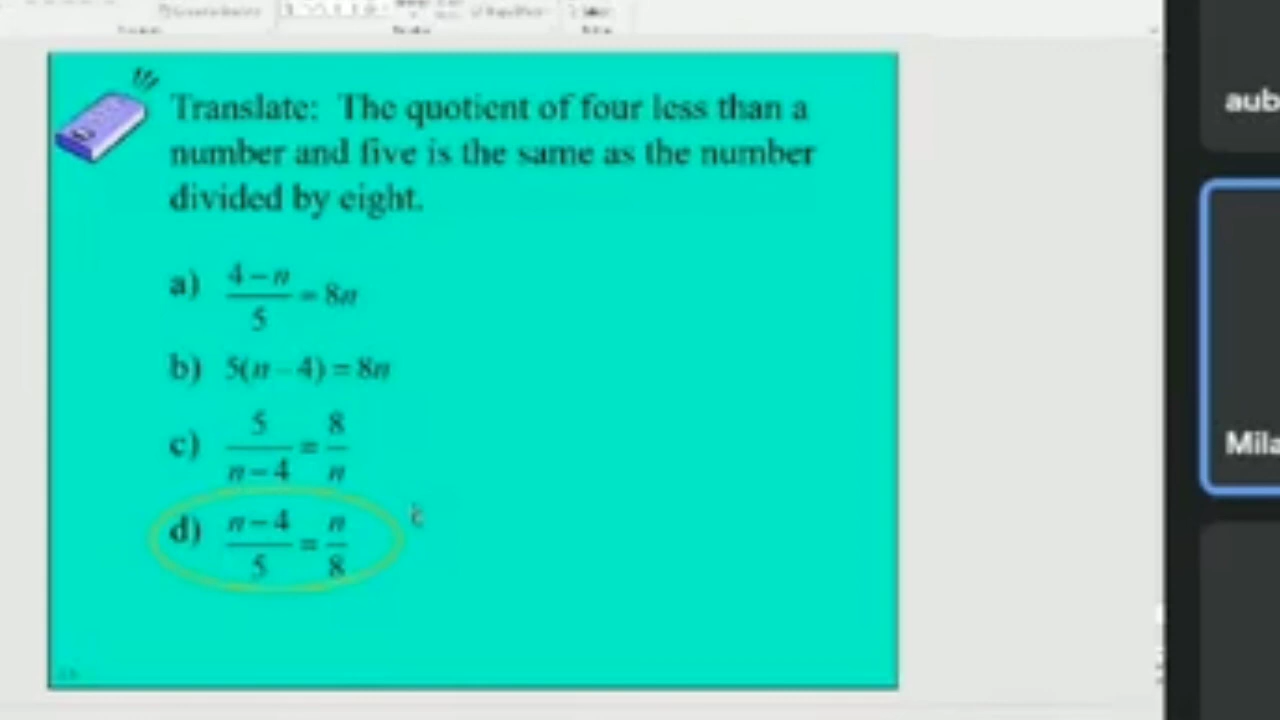 Translate: The quotient of four less than a
number and five is the same as the number
divided by eight.
a) 4 – n / 5 = 8n
b) 5(n – 4) = 8n
c) 5 / n – 4 = 8 / n
d) n – 4 / 5 = n / 8
aub
Mila